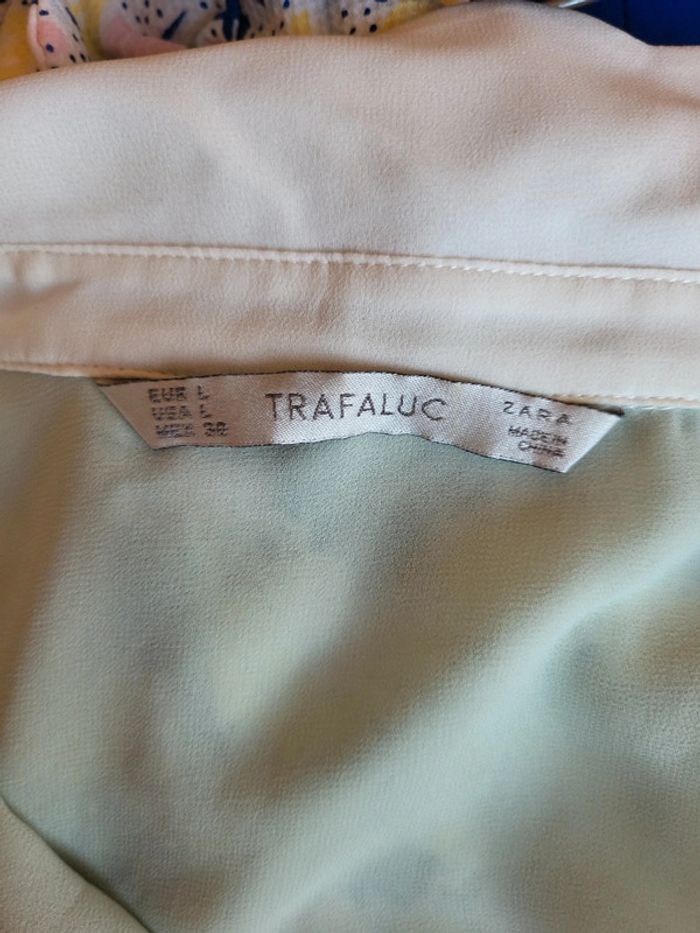 EUR L
USA L
MEX 30
TRAFALUC
ZARA
MADE IN
CHINA